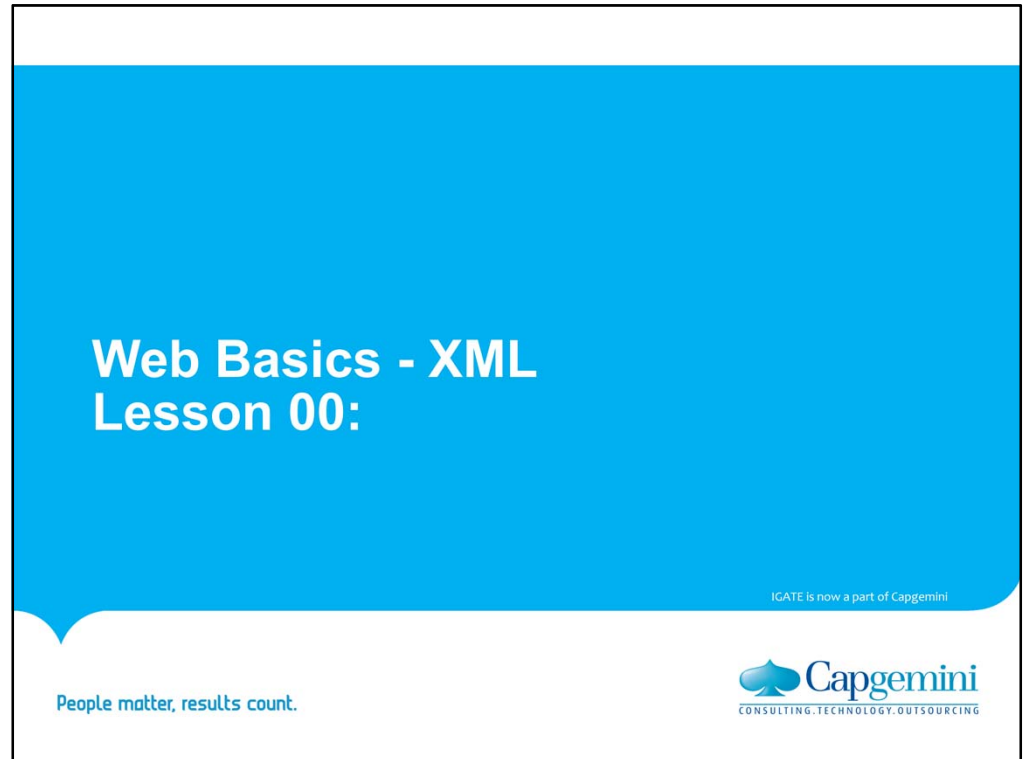 Web Basics - XML
Lesson 00:
IGATE is now a part of Capgemini
People matter, results count.
Capgemini
CONSULTING.TECHNOLOGY.OUTSOURCING